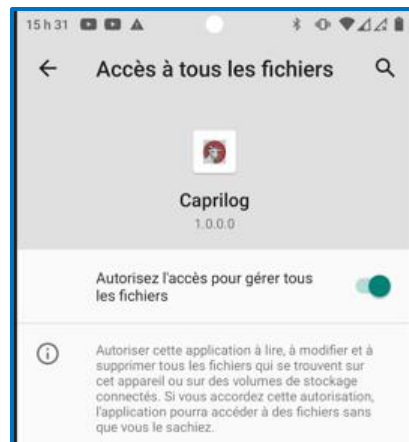 15 h 31
Accès à tous les fichiers
Caprilog
1.0.0.0
Autorisez l'accès pour gérer tous
les fichiers
Autoriser cette application à lire, à modifier et à
supprimer tous les fichiers qui se trouvent sur
cet appareil ou sur des volumes de stockage
connectés. Si vous accordez cette autorisation,
l'application pourra accéder à des fichiers sans
que vous le sachiez.